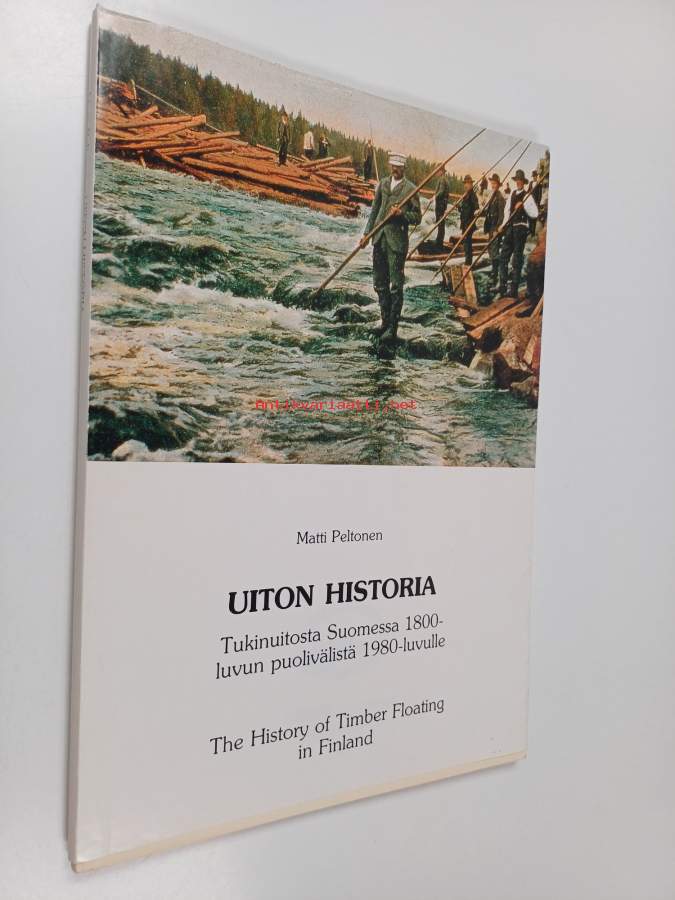 Antikvariaatti.net
Matti Peltonen
UITON HISTORIA
Tukinuitosta Suomessa 1800-
luvun puolivälistä 1980-luvulle
The History of Timber Floating
in Finland